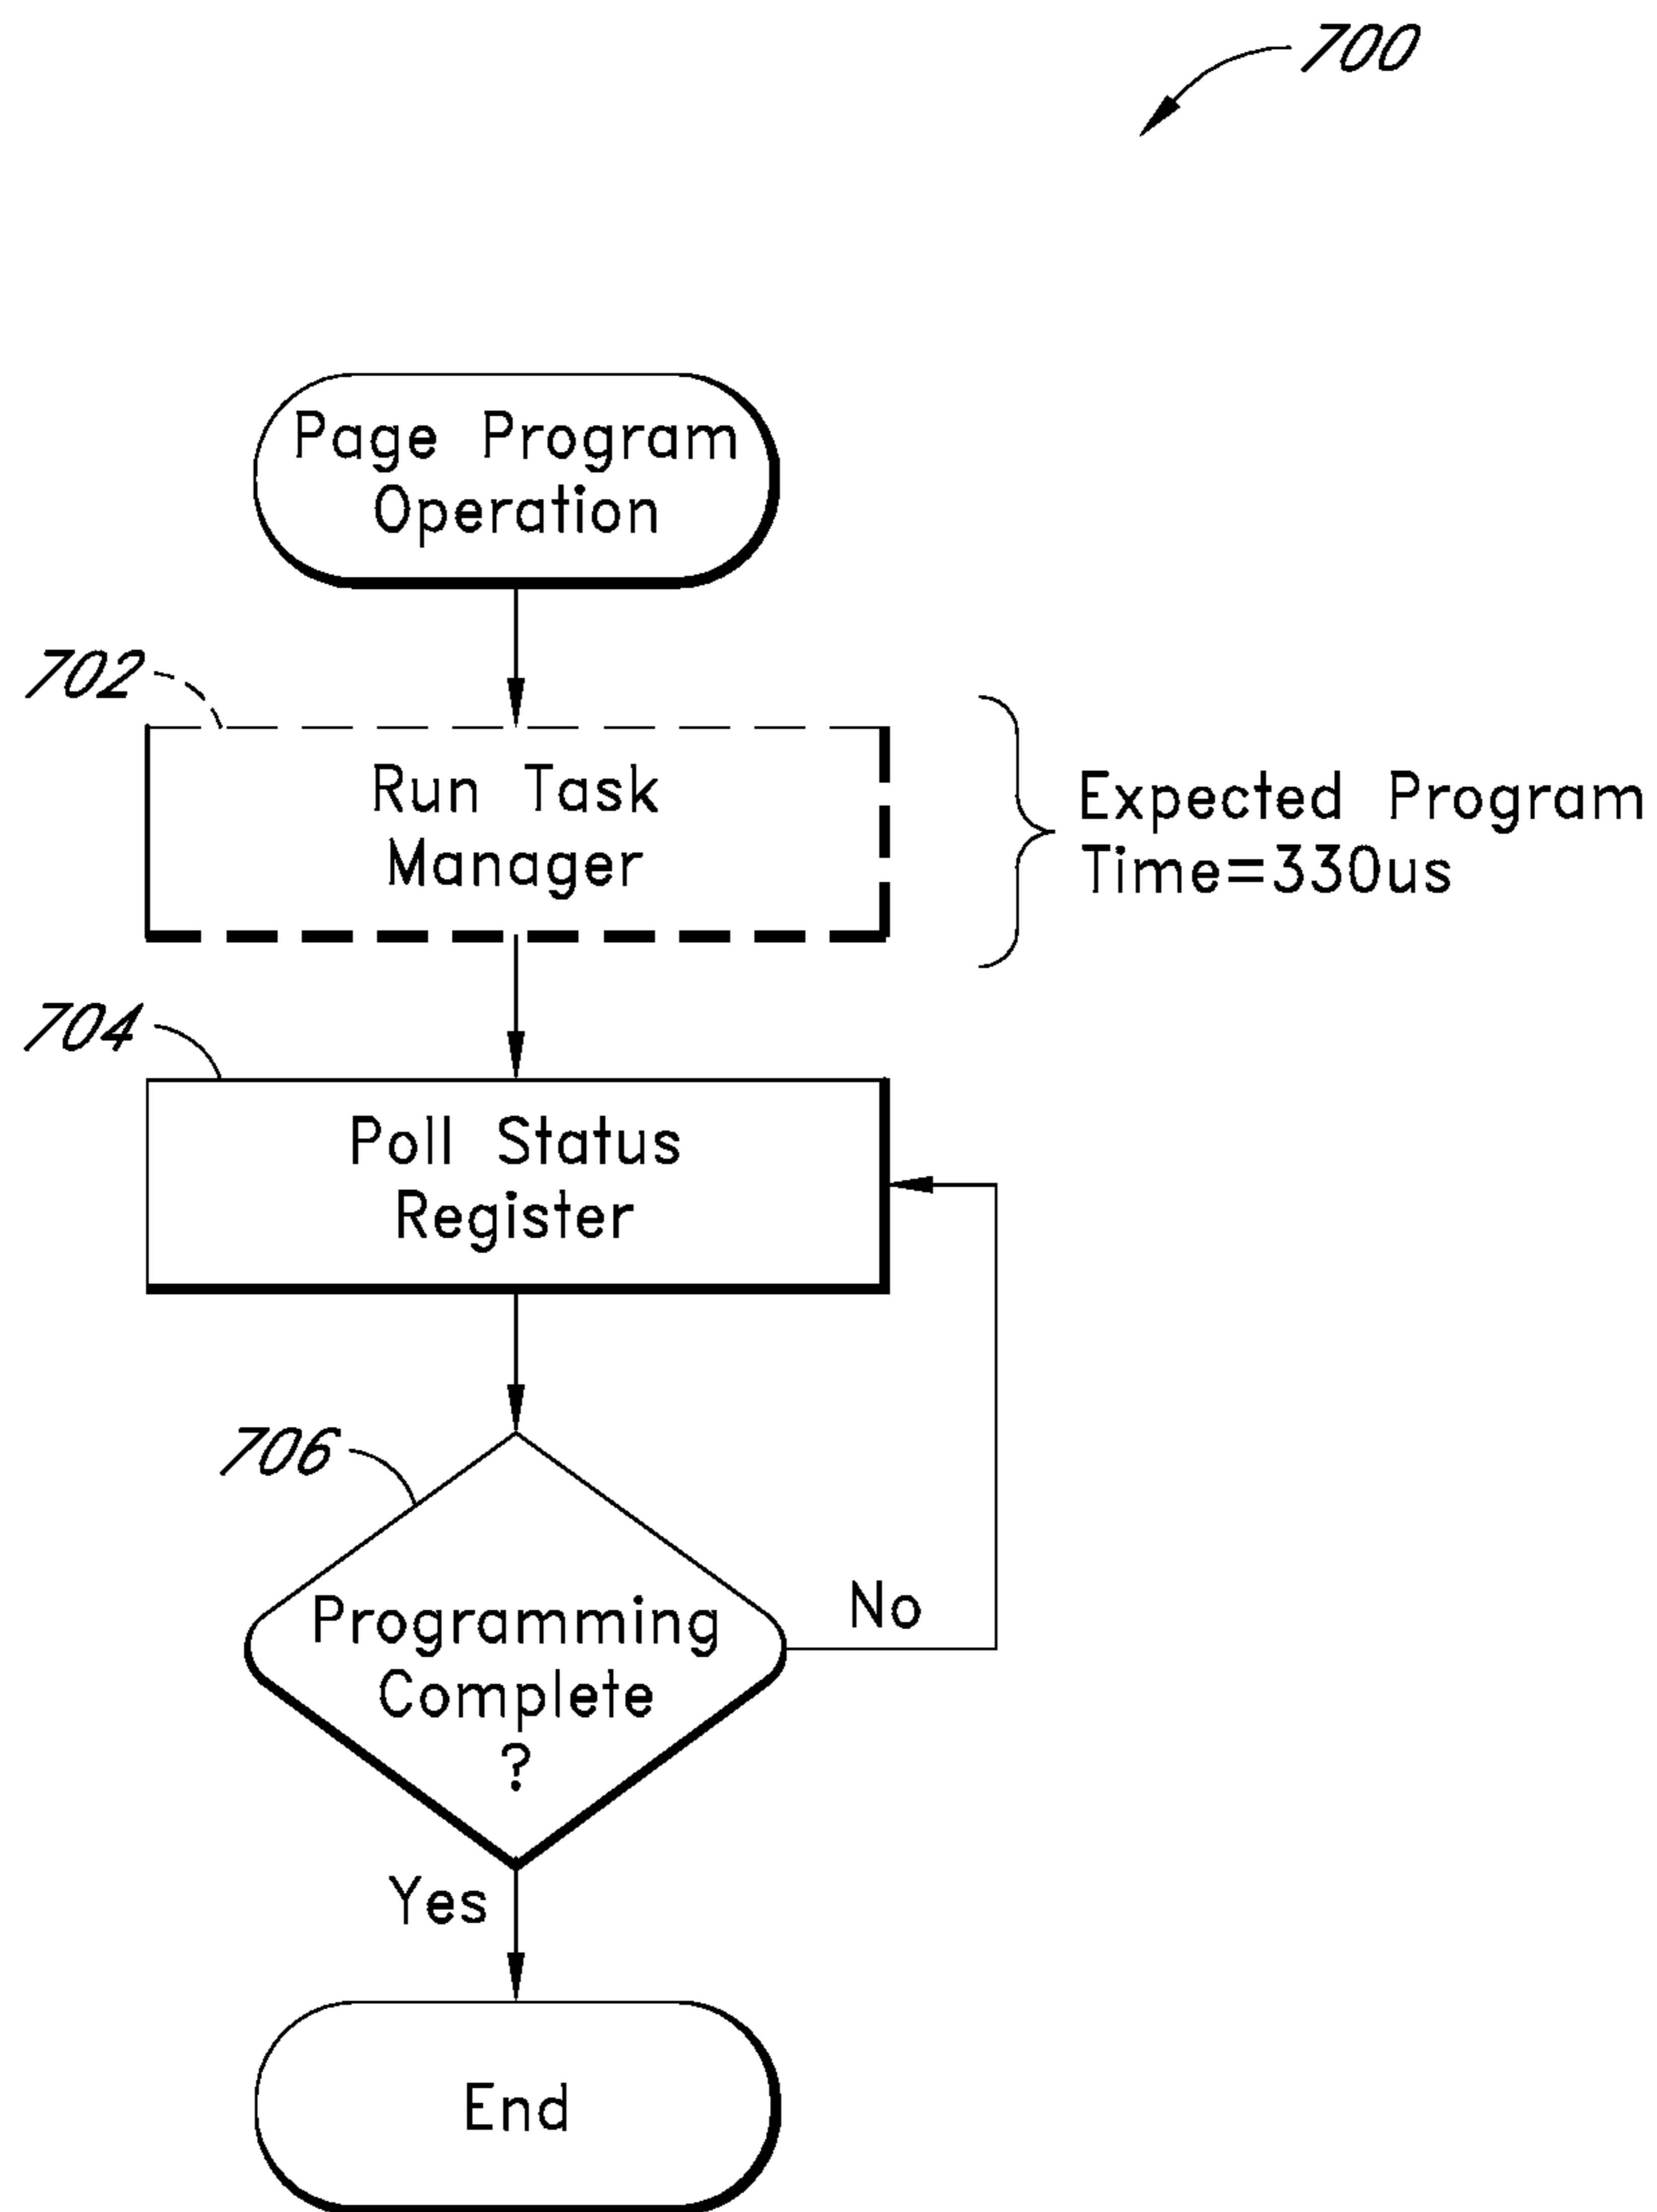 700
Page Program
Operation
702
Run Task
Manager
Expected Program
Time=330us
704
Poll Status
Register
706
Programming
Complete
?
No
Yes
End